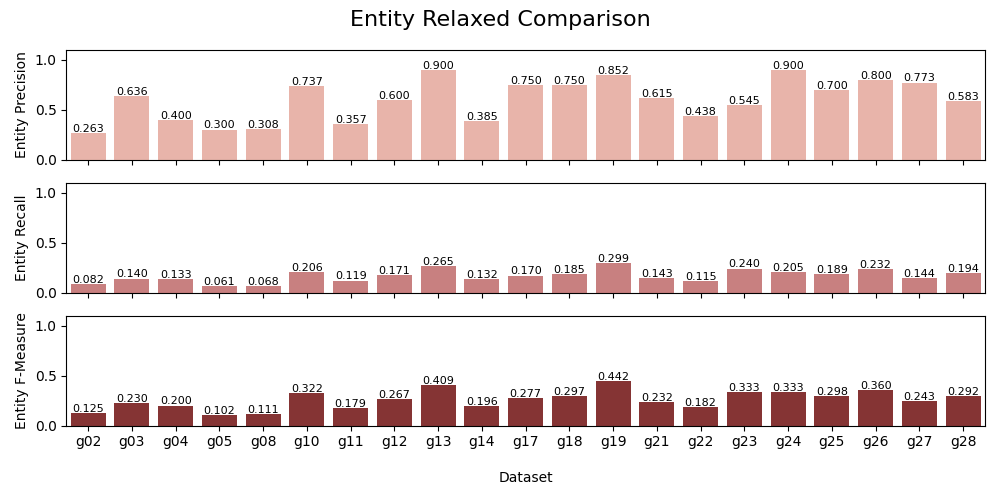 Entity Relaxed Comparison
Entity Precision
1.0
0.5
0.0
0.263 0.636 0.400 0.300 0.308 0.737 0.357 0.600 0.900 0.385 0.750 0.750 0.852 0.615 0.438 0.545 0.900 0.700 0.800 0.773 0.583
Entity Recall
1.0
0.5
0.0
0.082 0.140 0.133 0.061 0.068 0.206 0.119 0.171 0.265 0.132 0.170 0.185 0.299 0.143 0.115 0.240 0.205 0.189 0.232 0.144 0.194
Entity F-Measure
1.0
0.5
0.0
0.125 0.230 0.200 0.102 0.111 0.322 0.179 0.267 0.409 0.196 0.277 0.297 0.442 0.232 0.182 0.333 0.333 0.298 0.360 0.243 0.292
g02 g03 g04 g05 g08 g10 g11 g12 g13 g14 g17 g18 g19 g21 g22 g23 g24 g25 g26 g27 g28
Dataset